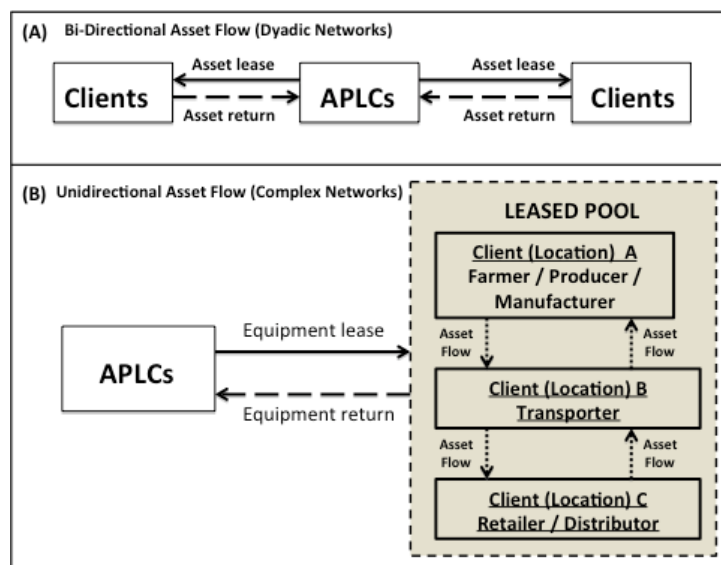 (A) Bi-Directional Asset Flow (Dyadic Networks)
Clients
Asset lease
Asset return
APLCs
Asset lease
Asset return
Clients
(B) Unidirectional Asset Flow (Complex Networks)
APLCs
Equipment lease
Equipment return
LEASED POOL
Client (Location) A
Farmer / Producer /
Manufacturer
Asset
Flow
Asset
Flow
Client (Location) B
Transporter
Asset
Flow
Asset
Flow
Client (Location) C
Retailer / Distributor